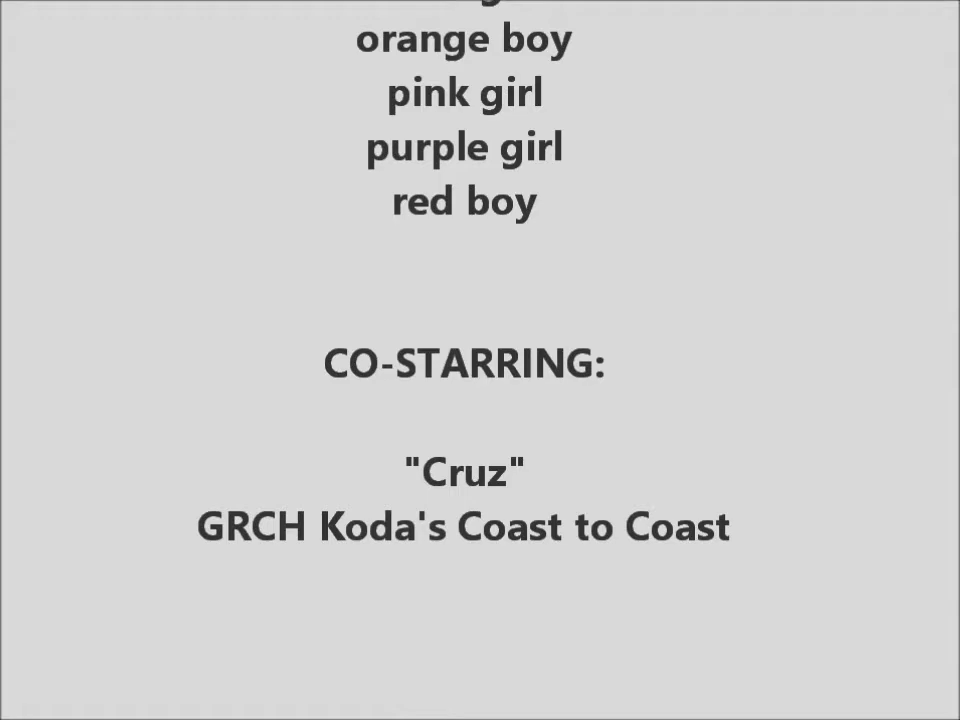 orange boy
pink girl
purple girl
red boy
CO-STARRING:
"Cruz"
GRCH Koda's Coast to Coast